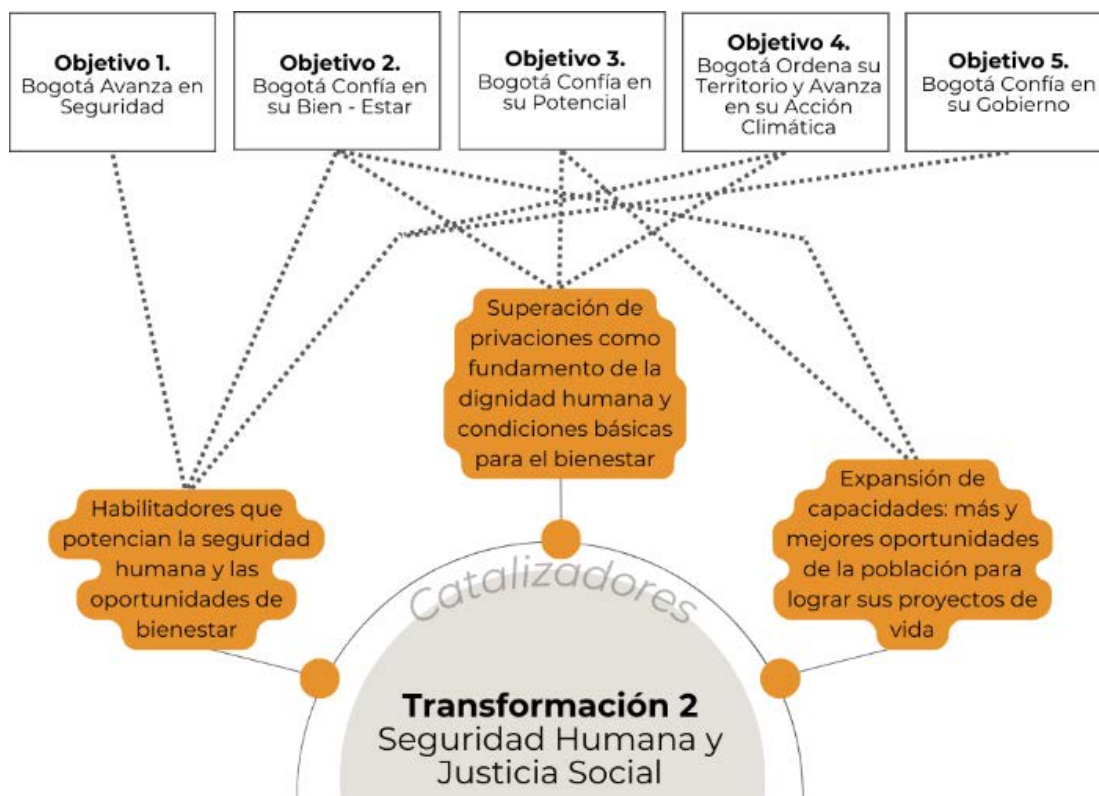 Objetivo 1.
Bogotá Avanza en
Seguridad
Objetivo 2.
Bogotá Confía en
su Bien - Estar
Objetivo 3.
Bogotá Confía en
su Potencial
Objetivo 4.
Bogotá Ordena su
Territorio y Avanza
en su Acción
Climática
Objetivo 5.
Bogotá Confía en
su Gobierno
Superación de
privaciones como
fundamento de la
dignidad humana y
condiciones básicas
para el bienestar
Habilitadores que
potencian la seguridad
humana y las
oportunidades de
bienestar
Expansión de
capacidades: más y
mejores oportunidades
de la población para
lograr sus proyectos de
vida
Catalizadores
Transformación 2
Seguridad Humana y
Justicia Social